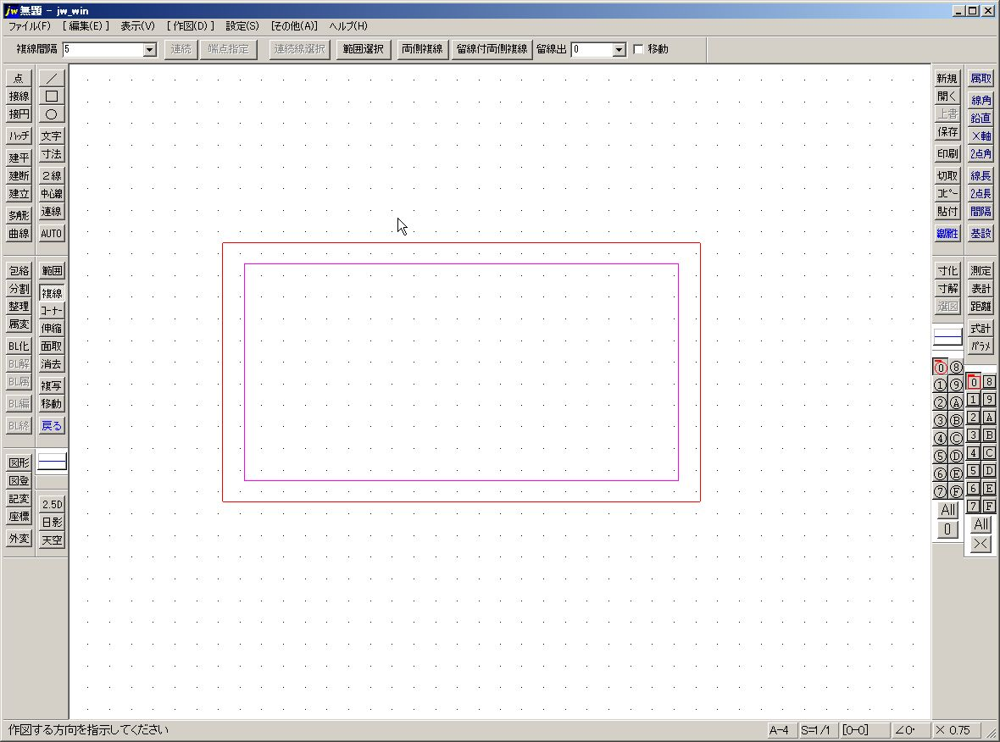 jw 無題 - jw_win
ファイル(F) [編集(E)] 表示(V) [作図(D)] 設定(S) [その他(A)] ヘルプ(H)
複線間隔 5 連続 端点指定 連続線選択 範囲選択 両側複線 留線付両側複線 留線出 0 移動
点 ／ 新規 属取
接線 □ 開く 線角
接円 ○ 上書 鉛直
ハッチ 文字 保存 X軸
建平 寸法 印刷 2点角
建断 2線 切取 線長
建立 中心線 コピー 2点長
多角形 連線 貼付 間隔
曲線 AUTO 線属性 基設
包絡 範囲 寸化 測定
分割 複線 寸解 表計
整理 コーナー 選図 距離
属変 伸縮 式計
BL化 面取 パラメ
BL解 消去
BL属 複写
BL編 移動
BL終 戻る
⓪ ⑧ 0 8
① ⑨ 1 9
② Ⓐ 2 A
③ Ⓑ 3 B
④ Ⓒ 4 C
⑤ Ⓓ 5 D
⑥ Ⓔ 6 E
⑦ Ⓕ 7 F
All All
0 ×
図形
図登
記変 2.5D
座標 日影
外変 天空
作図する方向を指示してください A-4 S=1/1 [0-0] ∠0° × 0.75